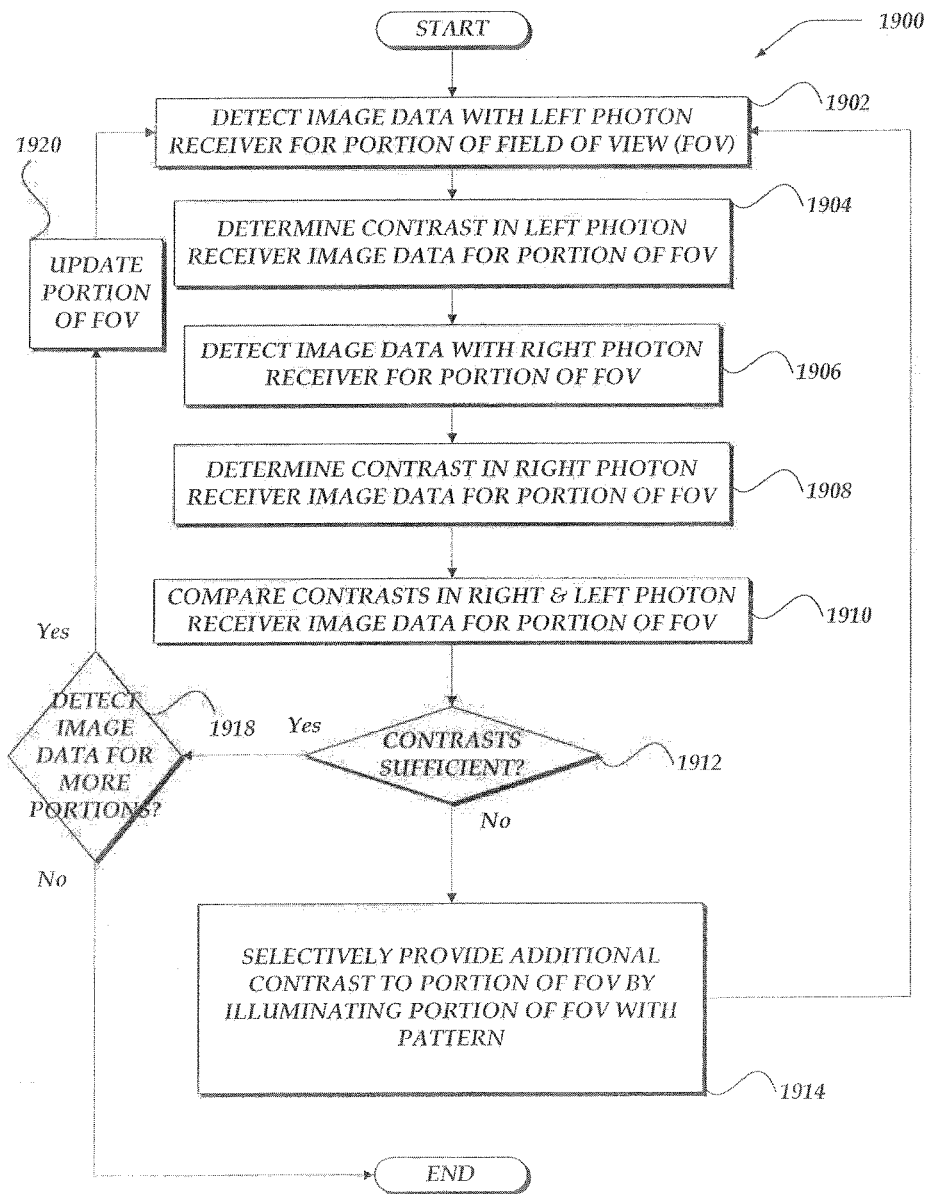 START
1900
DETECT IMAGE DATA WITH LEFT PHOTON
RECEIVER FOR PORTION OF FIELD OF VIEW (FOV)
1902
1920
DETERMINE CONTRAST IN LEFT PHOTON
RECEIVER IMAGE DATA FOR PORTION OF FOV
1904
UPDATE
PORTION
OF FOV
DETECT IMAGE DATA WITH RIGHT PHOTON
RECEIVER FOR PORTION OF FOV
1906
DETERMINE CONTRAST IN RIGHT PHOTON
RECEIVER IMAGE DATA FOR PORTION OF FOV
1908
COMPARE CONTRASTS IN RIGHT & LEFT PHOTON
RECEIVER IMAGE DATA FOR PORTION OF FOV
1910
Yes
DETECT
IMAGE
DATA FOR
MORE
PORTIONS?
1918
Yes
CONTRASTS
SUFFICIENT?
1912
No
No
SELECTIVELY PROVIDE ADDITIONAL
CONTRAST TO PORTION OF FOV BY
ILLUMINATING PORTION OF FOV WITH
PATTERN
1914
END